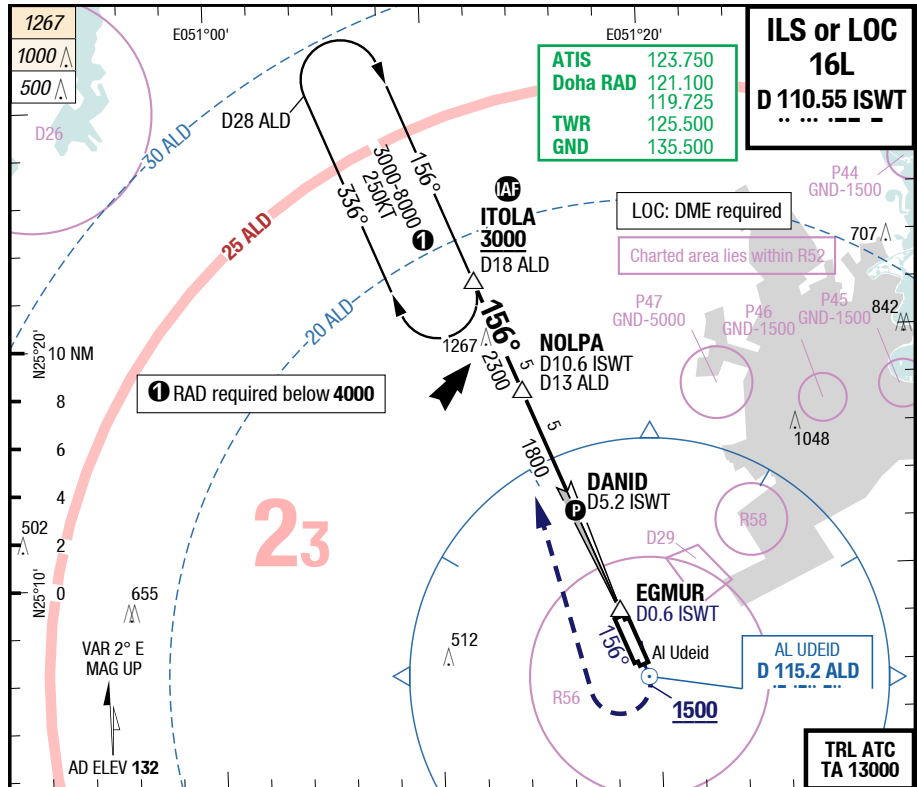 1267
1000
500
E051°00'
E051°20'
ATIS 123.750
Doha RAD 121.100
119.725
TWR 125.500
GND 135.500
ILS or LOC
16L
D 110.55 ISWT
D26
30 ALD
D28 ALD
25 ALD
336°
3000-8000
250KT
1
156°
IAF
ITOLA
3000
D18 ALD
LOC: DME required
P44
GND-1500
707
Charted area lies within R52
20 ALD
P47
GND-5000
P46
GND-1500
P45
GND-1500
842
N25°20'
10 NM
8
6
4
2
0
1267
156°
5
2300
NOLPA
D10.6 ISWT
D13 ALD
1 RAD required below 4000
1048
5
1800
DANID
D5.2 ISWT
P
R58
D29
502
23
N25°10'
655
EGMUR
D0.6 ISWT
156°
512
Al Udeid
AL UDEID
D 115.2 ALD
R56
1500
VAR 2° E
MAG UP
AD ELEV 132
TRL ATC
TA 13000